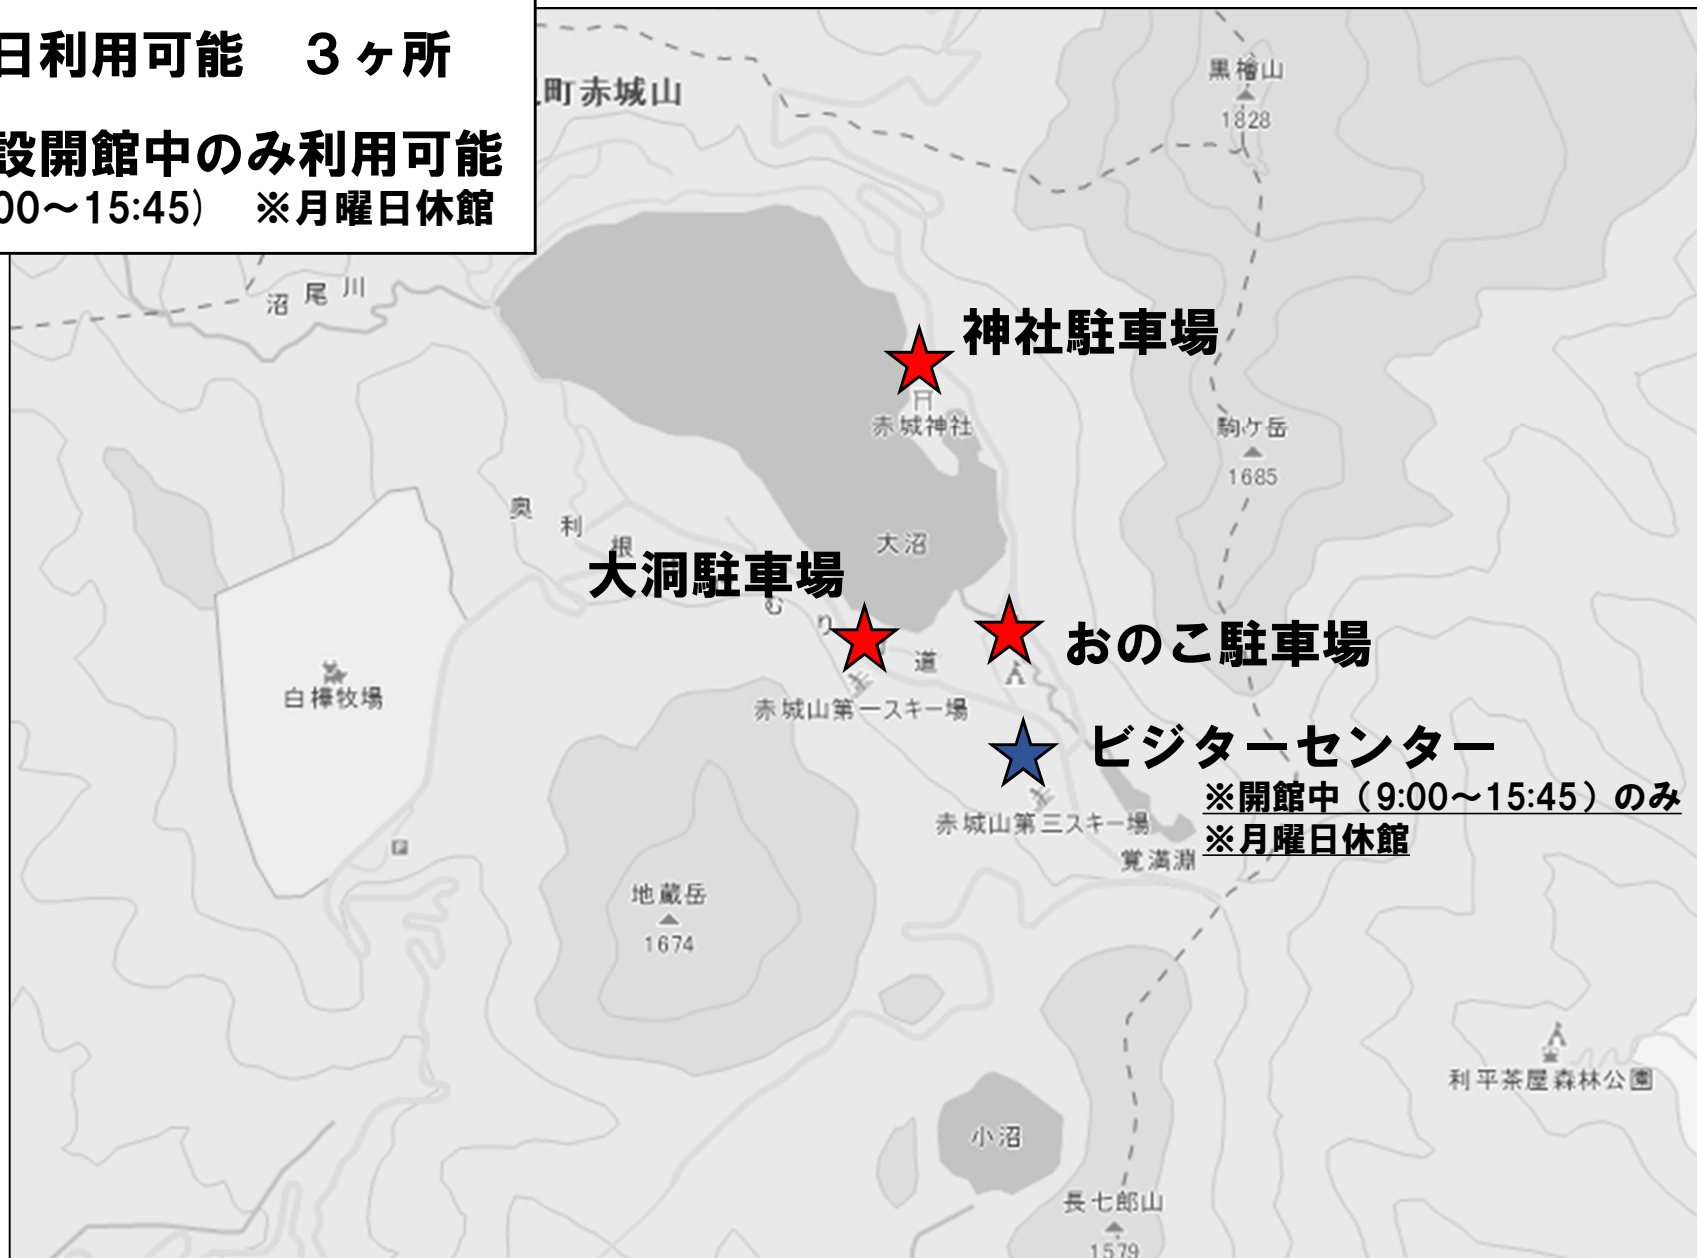 日利用可能　３ヶ所
設開館中のみ利用可能
00～15:45)　※月曜日休館
町赤城山
黒檜山
1828
沼尾川
神社駐車場
赤城神社
駒ケ岳
1685
奥利根
大沼
大洞駐車場
むり
道
おのこ駐車場
白樺牧場
赤城山第一スキー場
ビジターセンター
※開館中（9:00～15:45）のみ
※月曜日休館
赤城山第三スキー場
覚満淵
P
地蔵岳
1674
利平茶屋森林公園
小沼
長七郎山
1579